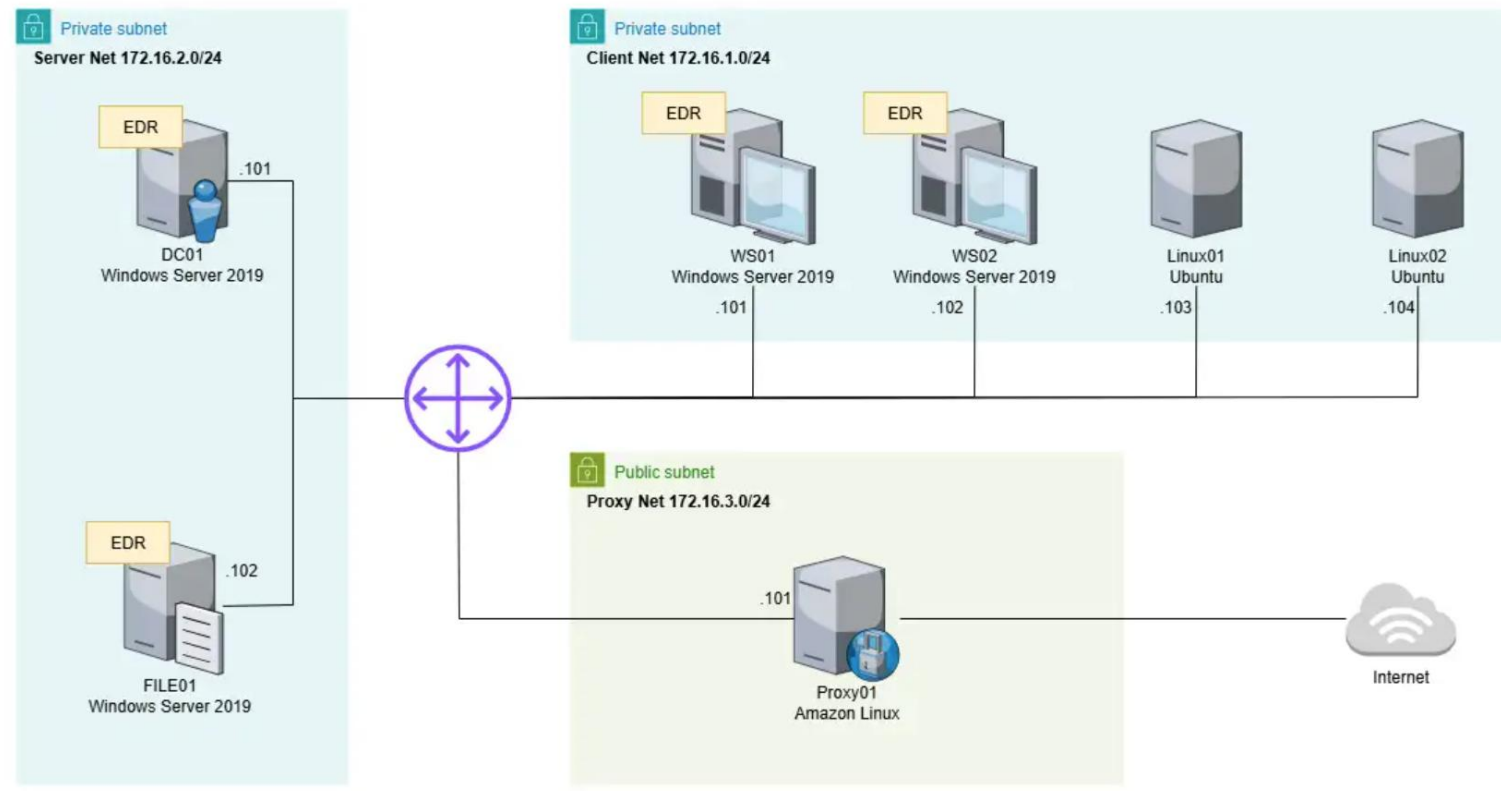 Private subnet
Server Net 172.16.2.0/24
EDR
.101
DC01
Windows Server 2019
EDR
.102
FILE01
Windows Server 2019
Private subnet
Client Net 172.16.1.0/24
EDR
WS01
Windows Server 2019
.101
EDR
WS02
Windows Server 2019
.102
Linux01
Ubuntu
.103
Linux02
Ubuntu
.104
Public subnet
Proxy Net 172.16.3.0/24
.101
Proxy01
Amazon Linux
Internet